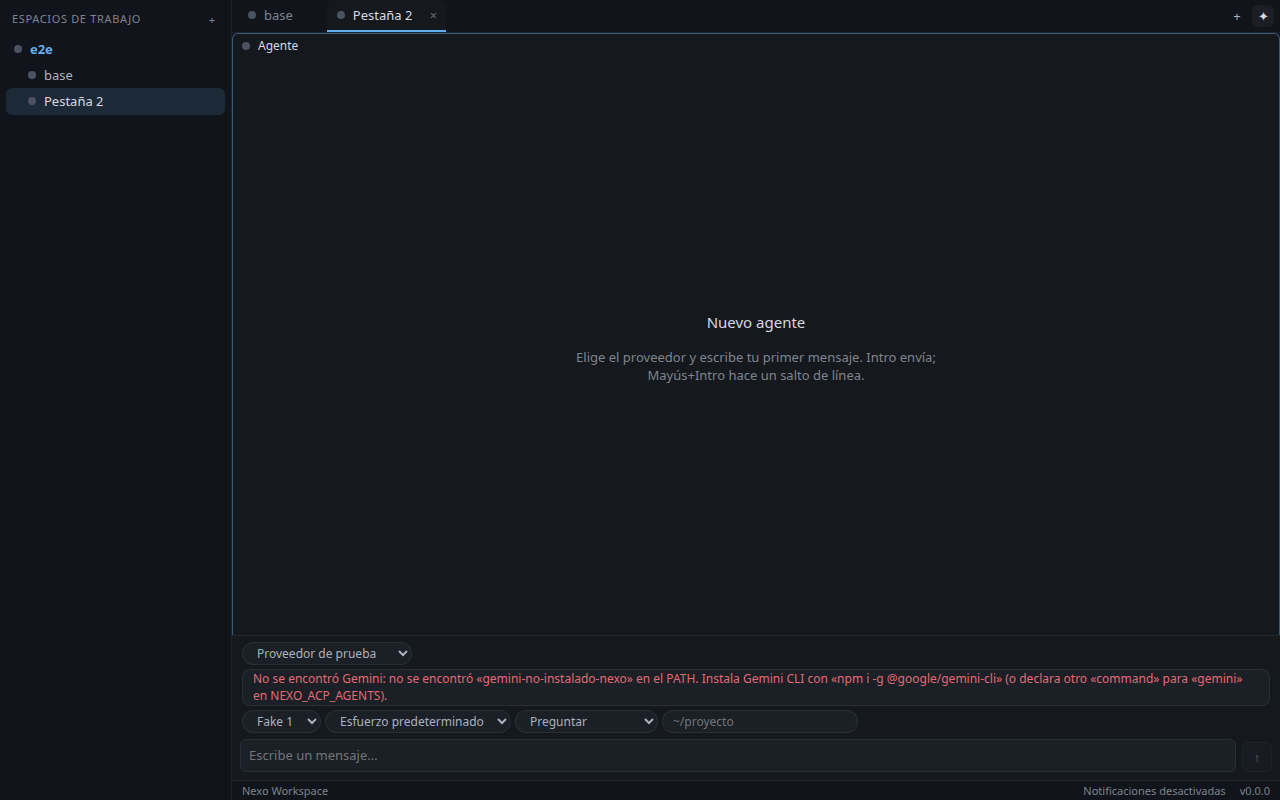 ESPACIOS DE TRABAJO +
e2e
base
Pestaña 2
base
Pestaña 2 ×
+ ✦
Agente
Nuevo agente
Elige el proveedor y escribe tu primer mensaje. Intro envía;
Mayús+Intro hace un salto de línea.
Proveedor de prueba
No se encontró Gemini: no se encontró «gemini-no-instalado-nexo» en el PATH. Instala Gemini CLI con «npm i -g @google/gemini-cli» (o declara otro «command» para «gemini»
en NEXO_ACP_AGENTS).
Fake 1 Esfuerzo predeterminado Preguntar ~/proyecto
Escribe un mensaje... ↑
Nexo Workspace Notificaciones desactivadas v0.0.0